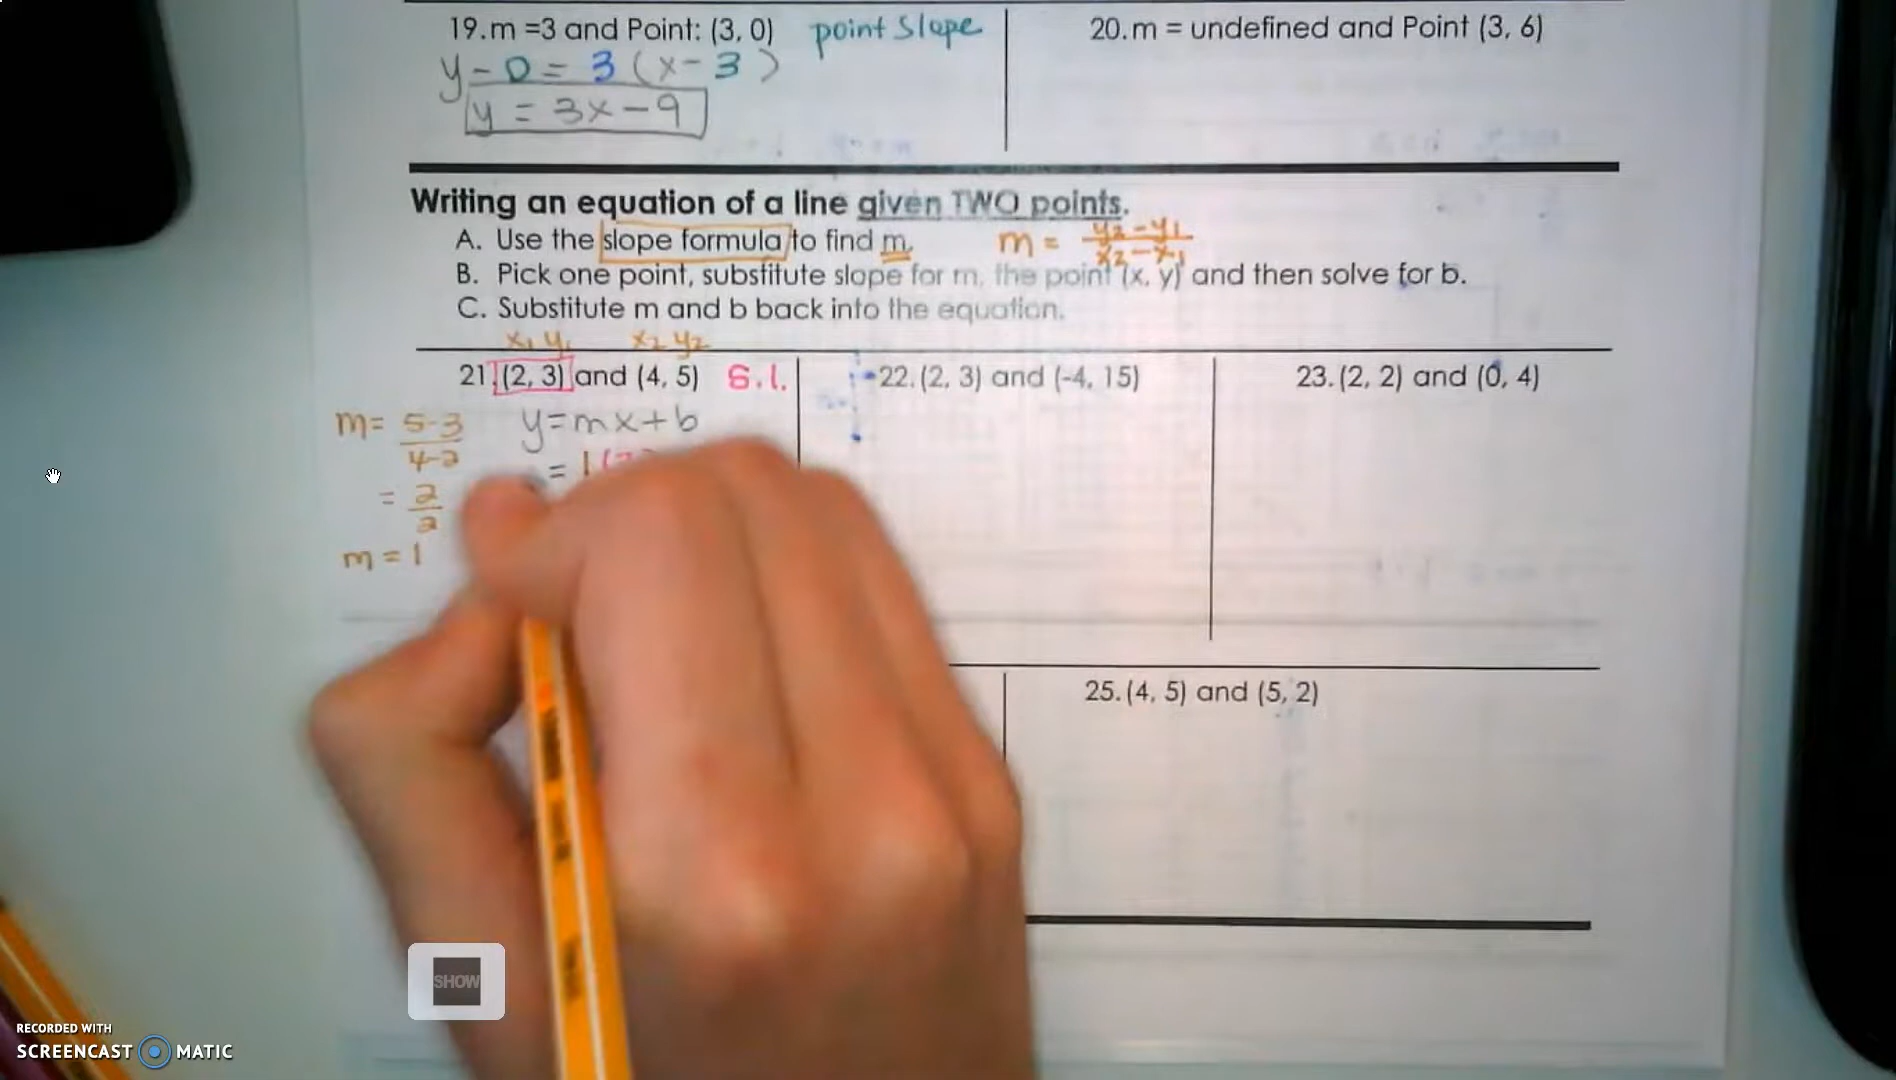 19. m =3 and Point: (3, 0) point Slope
y - 0 = 3 (x - 3)
y = 3x - 9
20. m = undefined and Point (3, 6)
Writing an equation of a line given TWO points.
A. Use the slope formula to find m. m = y2 - y1 / x2 - x1
B. Pick one point, substitute slope for m, the point (x, y) and then solve for b.
C. Substitute m and b back into the equation.
x1 y1 x2 y2
21. (2, 3) and (4, 5) S.I.
m = 5-3 / 4-2
= 2 / 2
m = 1
y = mx + b
= 1(2)
22. (2, 3) and (-4, 15)
23. (2, 2) and (0, 4)
25. (4, 5) and (5, 2)
SHOW
RECORDED WITH
SCREENCAST MATIC